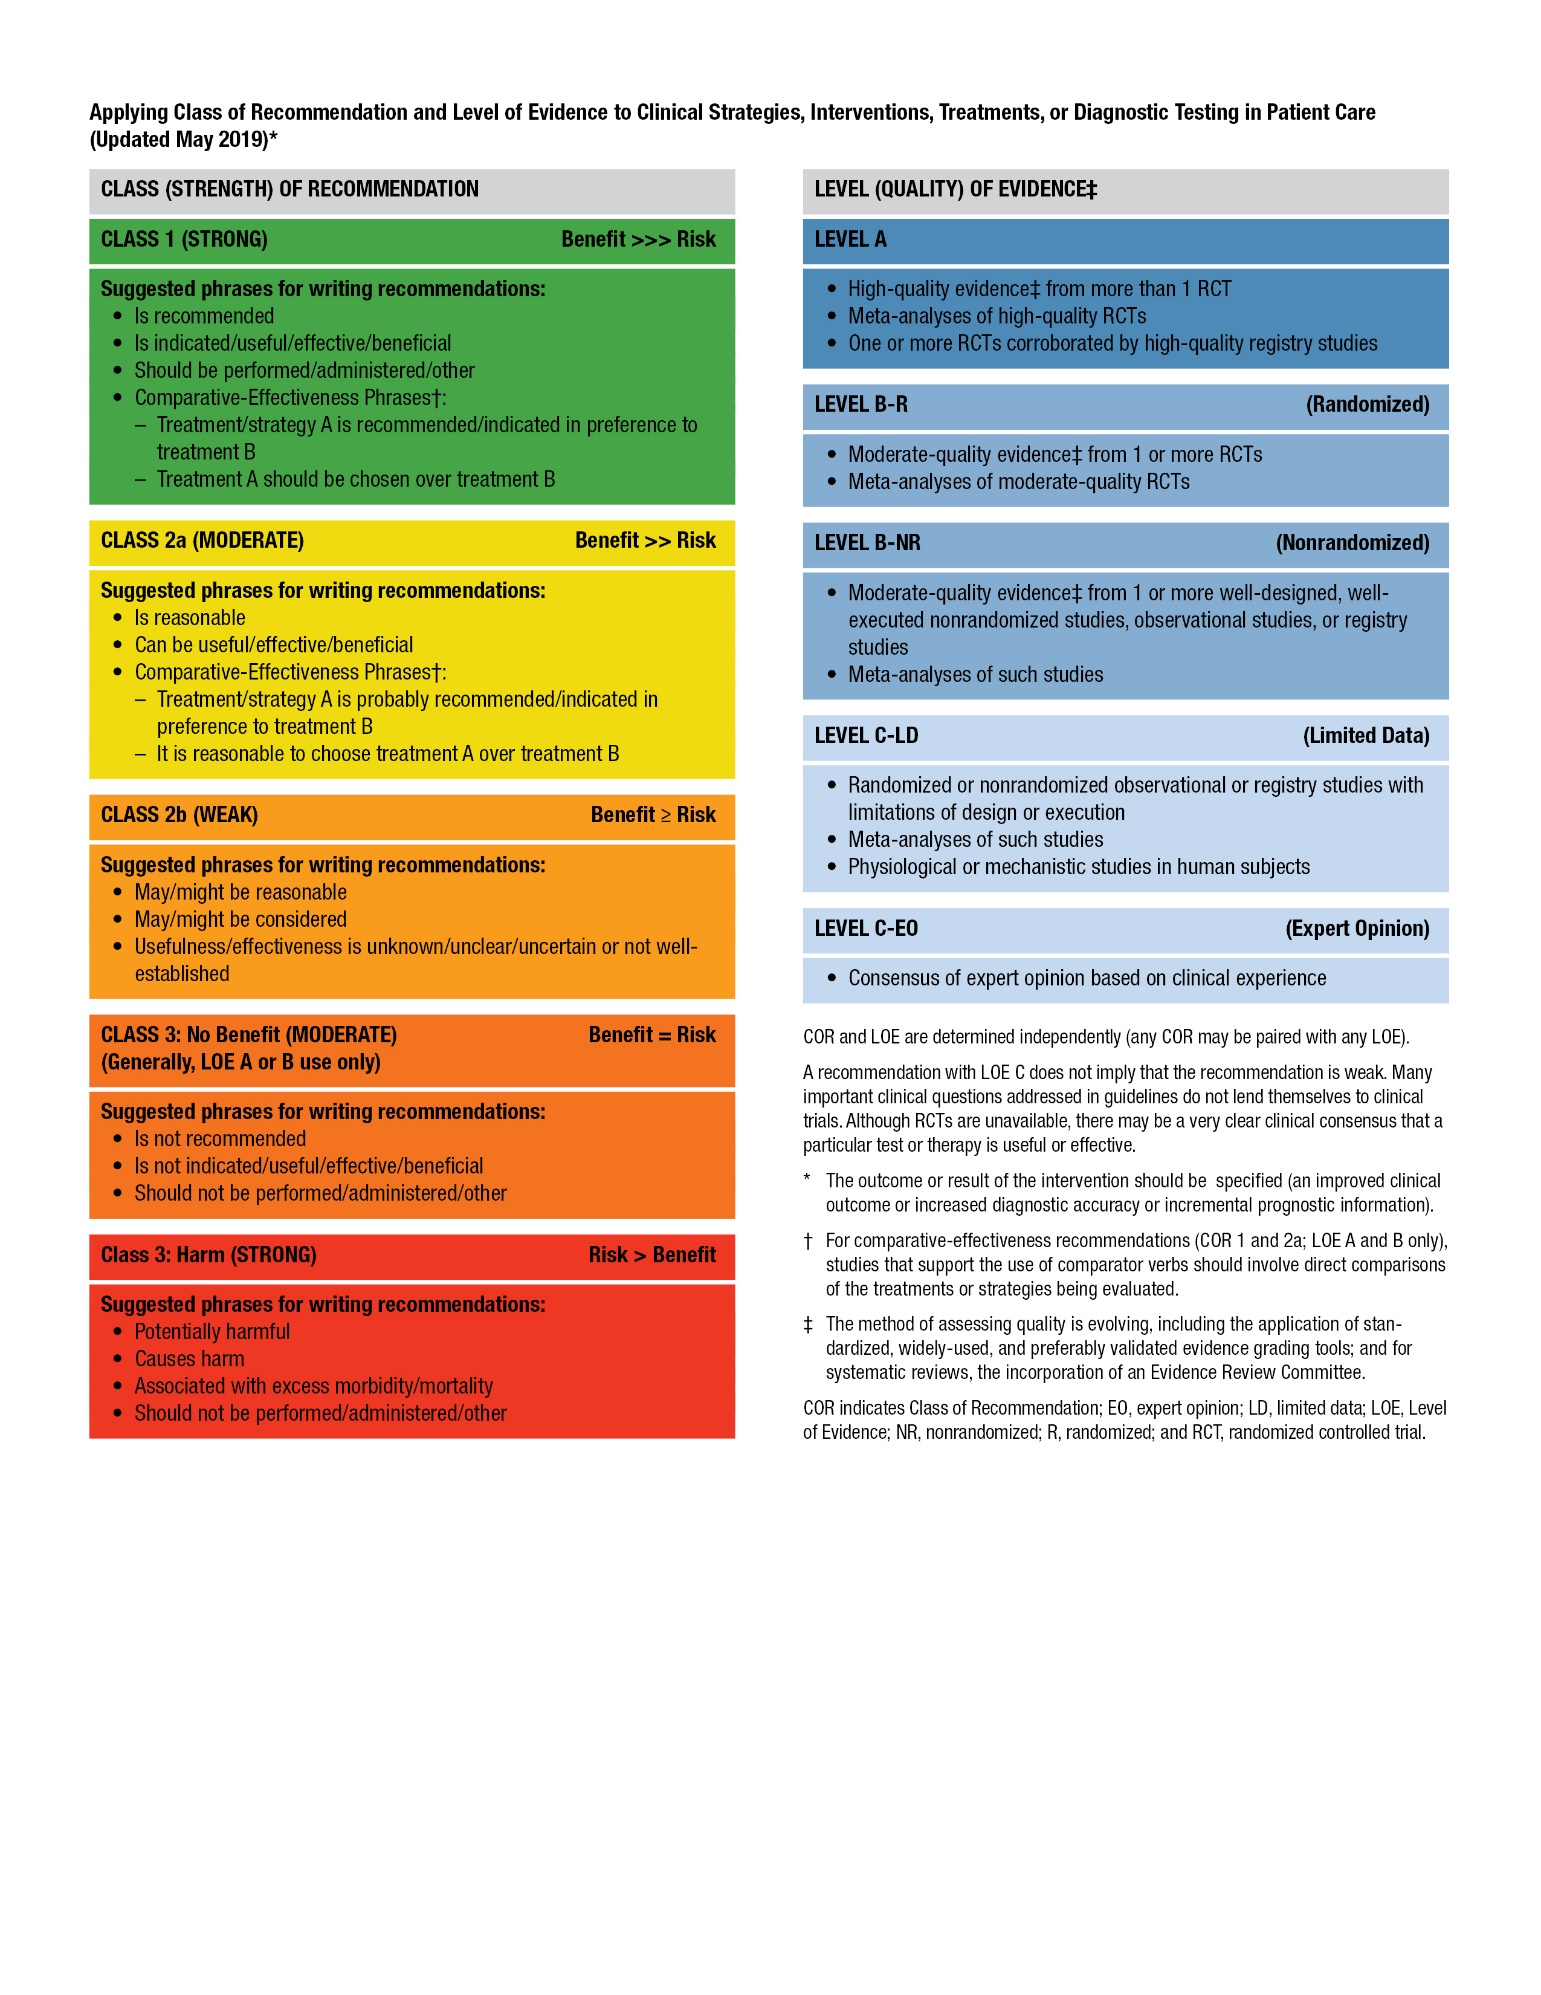 Applying Class of Recommendation and Level of Evidence to Clinical Strategies, Interventions, Treatments, or Diagnostic Testing in Patient Care
(Updated May 2019)*
CLASS (STRENGTH) OF RECOMMENDATION
CLASS 1 (STRONG) Benefit >>> Risk
Suggested phrases for writing recommendations:
• Is recommended
• Is indicated/useful/effective/beneficial
• Should be performed/administered/other
• Comparative-Effectiveness Phrases†:
– Treatment/strategy A is recommended/indicated in preference to
treatment B
– Treatment A should be chosen over treatment B
CLASS 2a (MODERATE) Benefit >> Risk
Suggested phrases for writing recommendations:
• Is reasonable
• Can be useful/effective/beneficial
• Comparative-Effectiveness Phrases†:
– Treatment/strategy A is probably recommended/indicated in
preference to treatment B
– It is reasonable to choose treatment A over treatment B
CLASS 2b (WEAK) Benefit ≥ Risk
Suggested phrases for writing recommendations:
• May/might be reasonable
• May/might be considered
• Usefulness/effectiveness is unknown/unclear/uncertain or not well-
established
CLASS 3: No Benefit (MODERATE) Benefit = Risk
(Generally, LOE A or B use only)
Suggested phrases for writing recommendations:
• Is not recommended
• Is not indicated/useful/effective/beneficial
• Should not be performed/administered/other
Class 3: Harm (STRONG) Risk > Benefit
Suggested phrases for writing recommendations:
• Potentially harmful
• Causes harm
• Associated with excess morbidity/mortality
• Should not be performed/administered/other
LEVEL (QUALITY) OF EVIDENCE‡
LEVEL A
• High-quality evidence‡ from more than 1 RCT
• Meta-analyses of high-quality RCTs
• One or more RCTs corroborated by high-quality registry studies
LEVEL B-R (Randomized)
• Moderate-quality evidence‡ from 1 or more RCTs
• Meta-analyses of moderate-quality RCTs
LEVEL B-NR (Nonrandomized)
• Moderate-quality evidence‡ from 1 or more well-designed, well-
executed nonrandomized studies, observational studies, or registry
studies
• Meta-analyses of such studies
LEVEL C-LD (Limited Data)
• Randomized or nonrandomized observational or registry studies with
limitations of design or execution
• Meta-analyses of such studies
• Physiological or mechanistic studies in human subjects
LEVEL C-EO (Expert Opinion)
• Consensus of expert opinion based on clinical experience
COR and LOE are determined independently (any COR may be paired with any LOE).
A recommendation with LOE C does not imply that the recommendation is weak. Many
important clinical questions addressed in guidelines do not lend themselves to clinical
trials. Although RCTs are unavailable, there may be a very clear clinical consensus that a
particular test or therapy is useful or effective.
* The outcome or result of the intervention should be specified (an improved clinical
outcome or increased diagnostic accuracy or incremental prognostic information).
† For comparative-effectiveness recommendations (COR 1 and 2a; LOE A and B only),
studies that support the use of comparator verbs should involve direct comparisons
of the treatments or strategies being evaluated.
‡ The method of assessing quality is evolving, including the application of stan-
dardized, widely-used, and preferably validated evidence grading tools; and for
systematic reviews, the incorporation of an Evidence Review Committee.
COR indicates Class of Recommendation; EO, expert opinion; LD, limited data; LOE, Level
of Evidence; NR, nonrandomized; R, randomized; and RCT, randomized controlled trial.